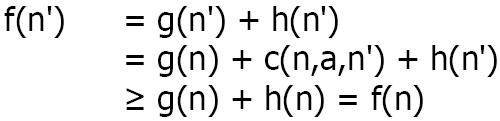 f(n') = g(n') + h(n')
= g(n) + c(n,a,n') + h(n')
≥ g(n) + h(n) = f(n)